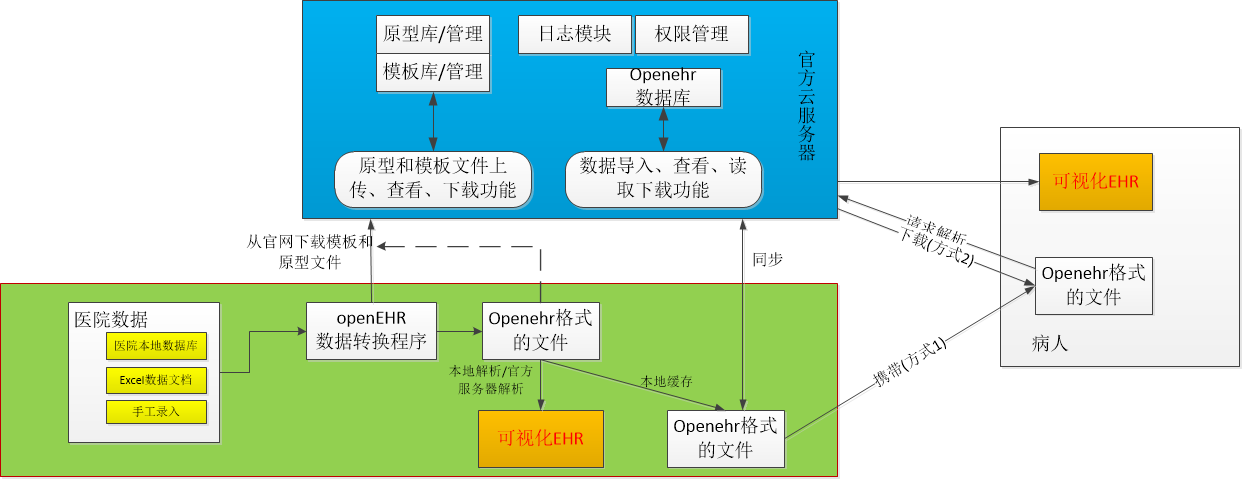 原型库/管理
模板库/管理
日志模块
权限管理
Openehr
数据库
官方云服务器
原型和模板文件上
传、查看、下载功能
数据导入、查看、读
取下载功能
可视化EHR
请求解析
下载(方式2)
Openehr格式
的文件
病人
从官网下载模板和
原型文件
同步
医院数据
医院本地数据库
Excel数据文档
手工录入
openEHR
数据转换程序
Openehr格式
的文件
本地解析/官方
服务器解析
本地缓存
可视化EHR
Openehr格式
的文件
携带(方式1)